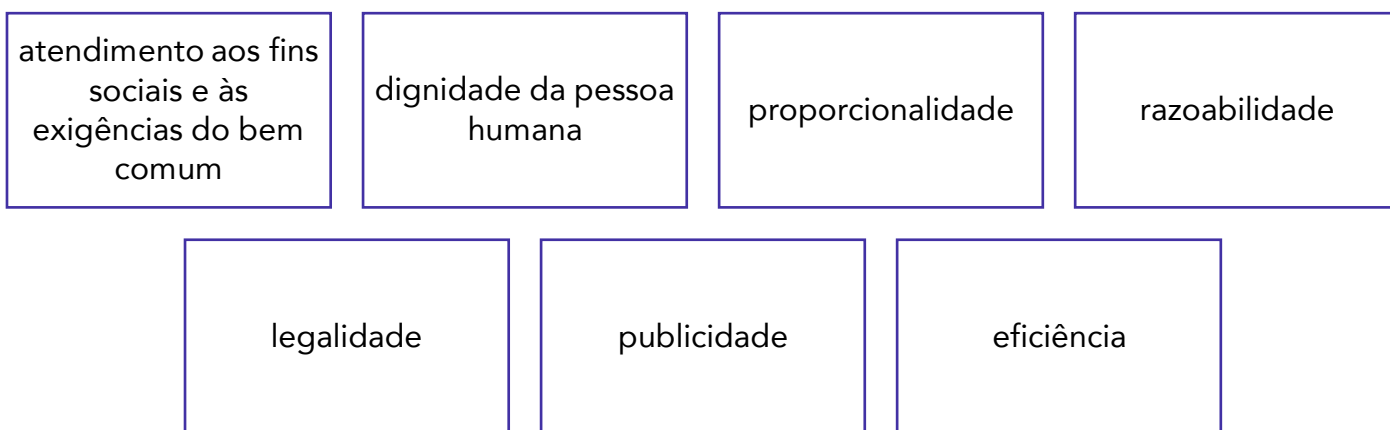 atendimento aos fins
sociais e às
exigências do bem
comum
dignidade da pessoa
humana
proporcionalidade
razoabilidade
legalidade
publicidade
eficiência